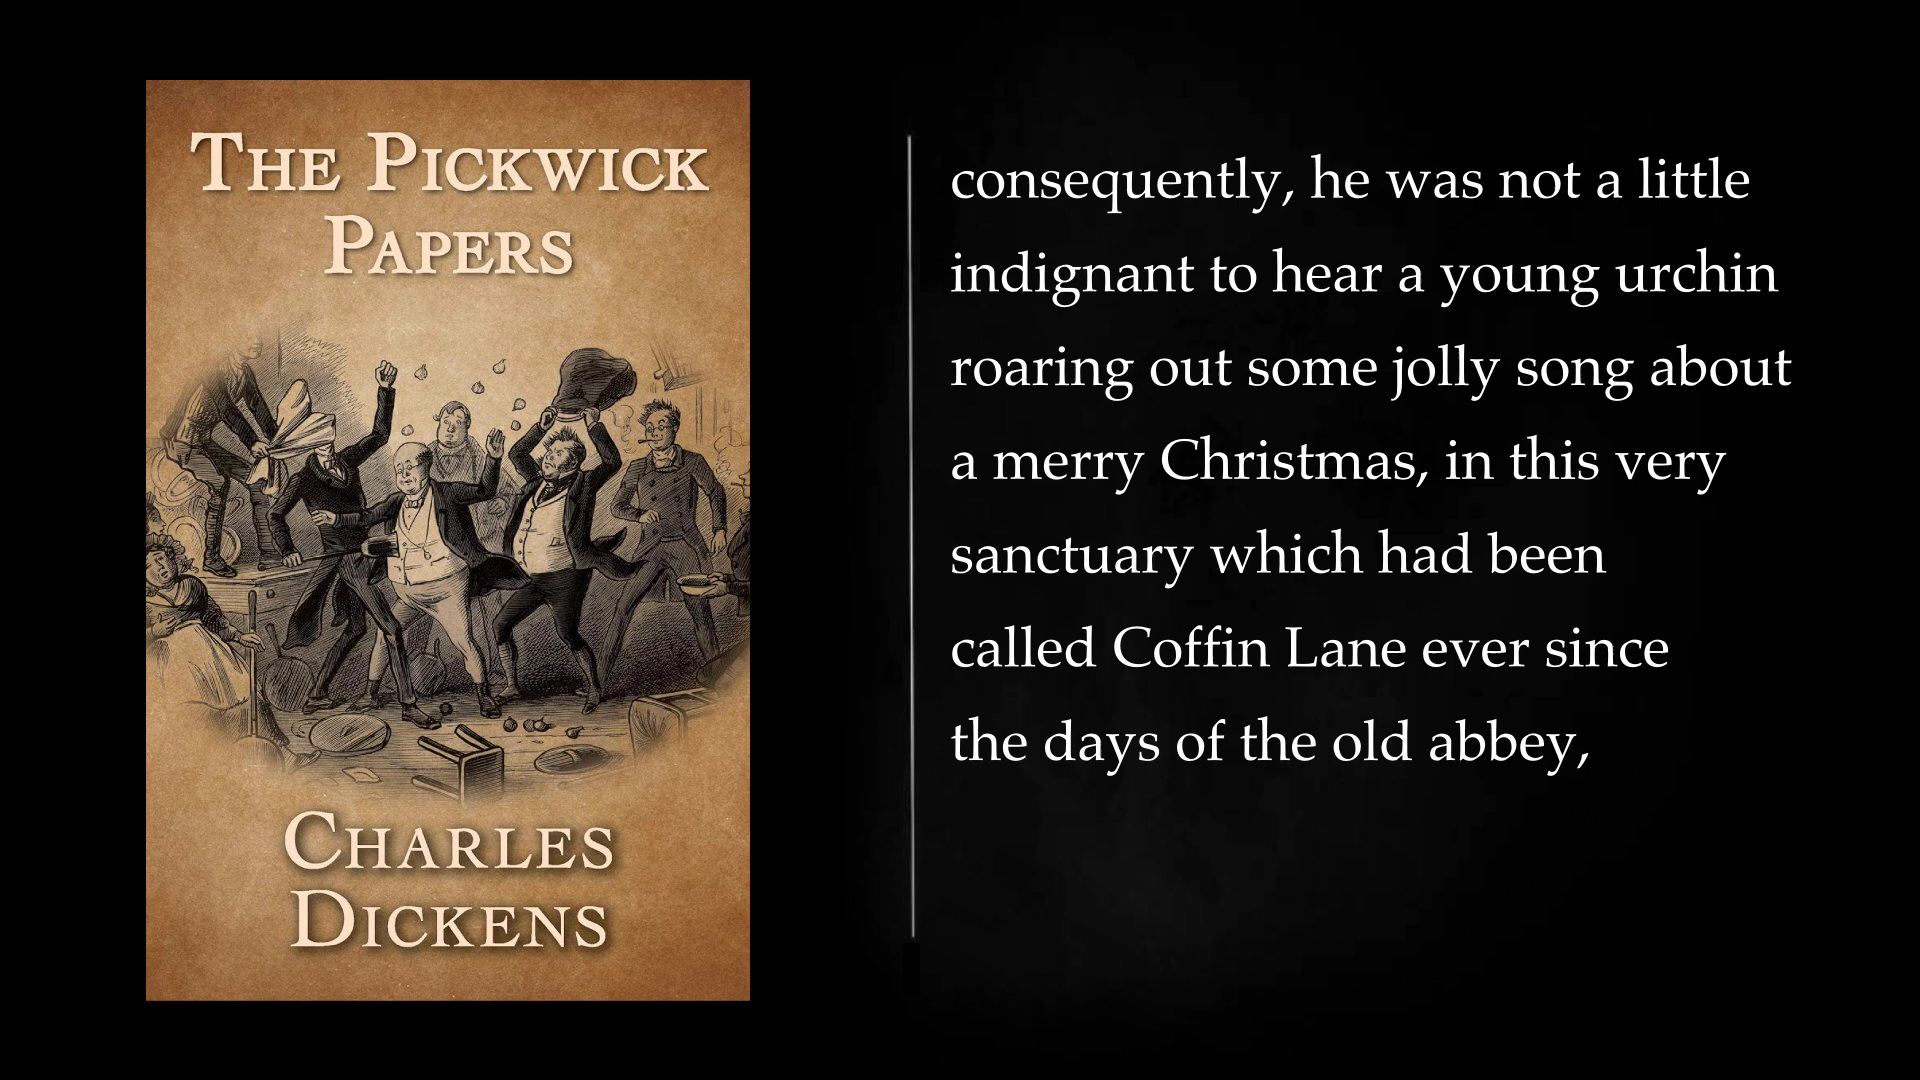 The Pickwick
Papers
Charles
Dickens
consequently, he was not a little
indignant to hear a young urchin
roaring out some jolly song about
a merry Christmas, in this very
sanctuary which had been
called Coffin Lane ever since
the days of the old abbey,